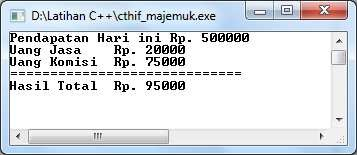 D:\Latihan C++\cthif_majemuk.exe
Pendapatan Hari ini Rp. 500000
Uang Jasa    Rp. 20000
Uang Komisi  Rp. 75000
=============================
Hasil Total  Rp. 95000